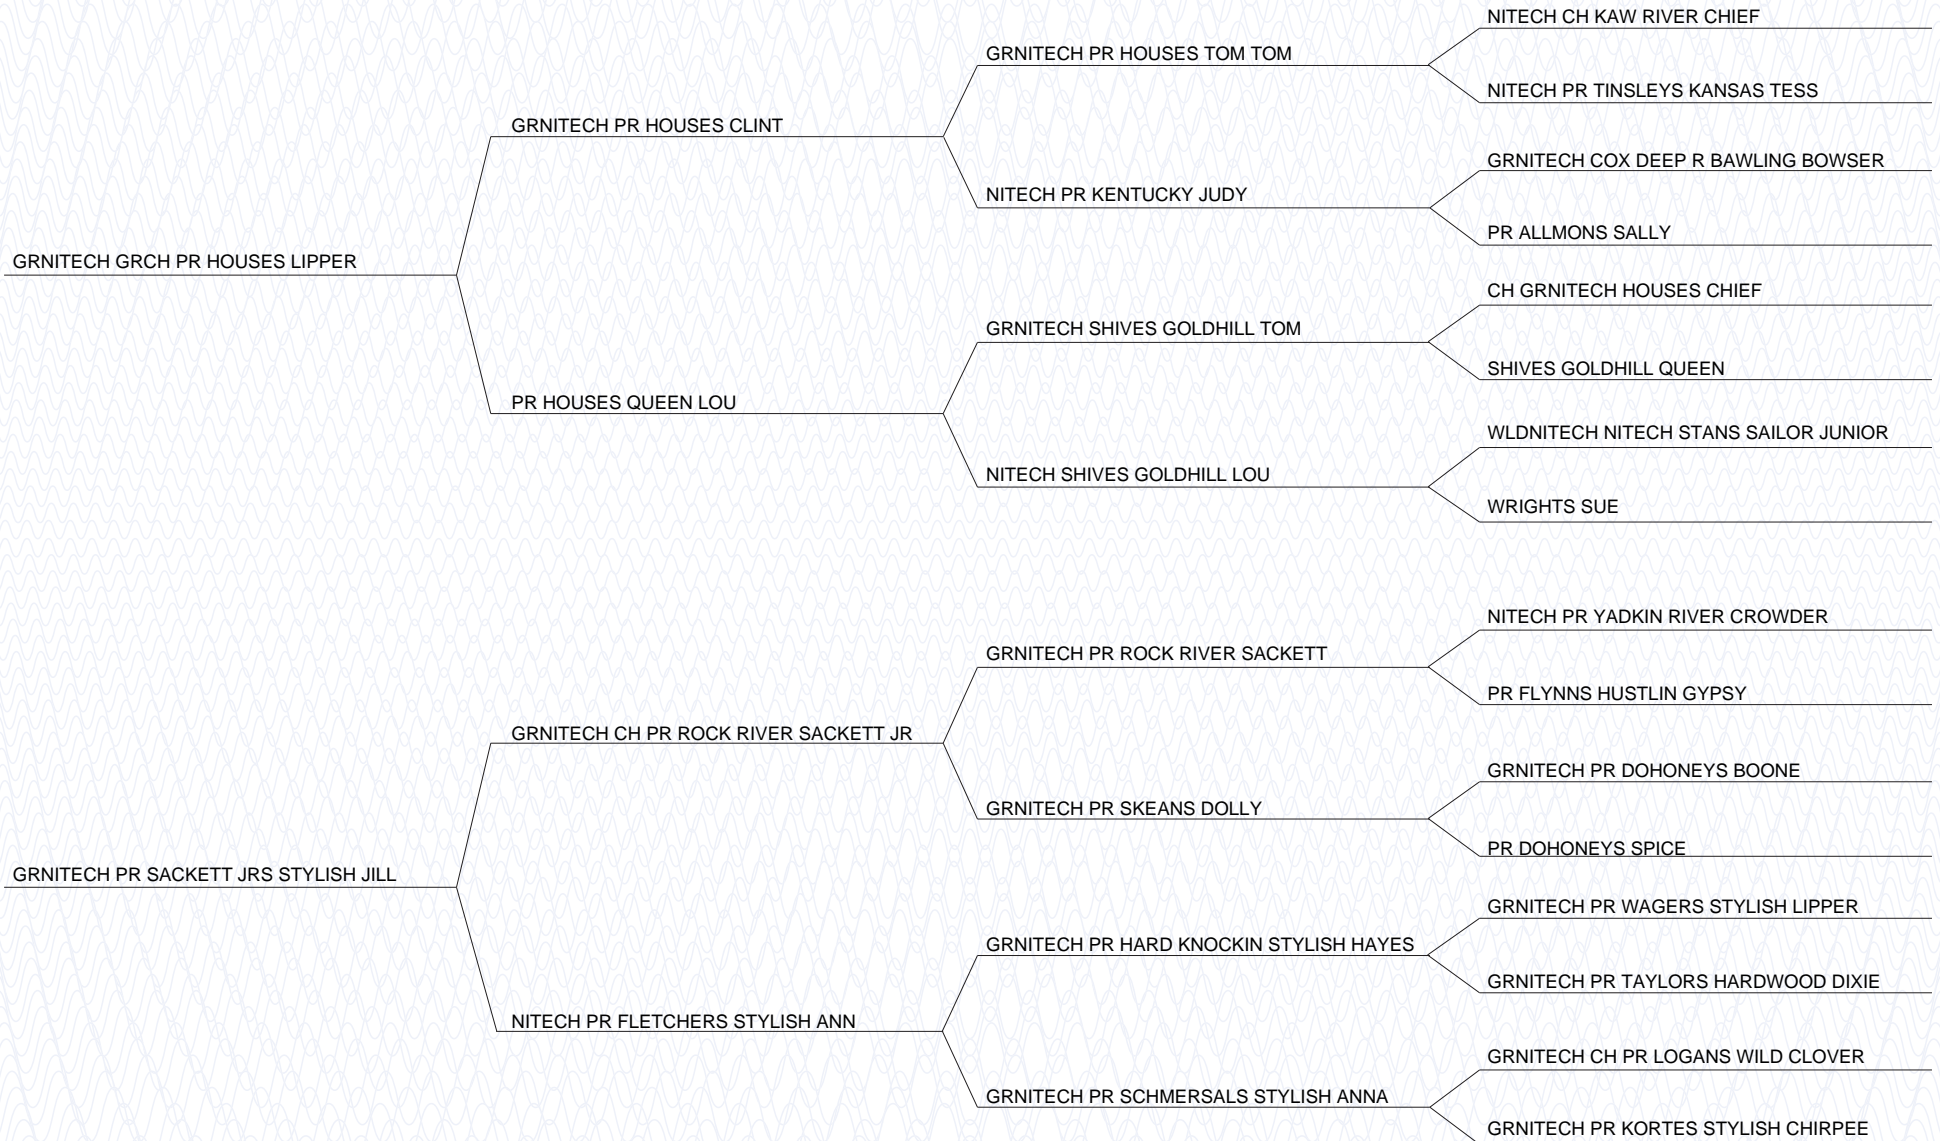 NITECH CH KAW RIVER CHIEF
GRNITECH PR HOUSES TOM TOM
NITECH PR TINSLEYS KANSAS TESS
GRNITECH PR HOUSES CLINT
GRNITECH COX DEEP R BAWLING BOWSER
NITECH PR KENTUCKY JUDY
PR ALLMONS SALLY
GRNITECH GRCH PR HOUSES LIPPER
CH GRNITECH HOUSES CHIEF
GRNITECH SHIVES GOLDHILL TOM
SHIVES GOLDHILL QUEEN
PR HOUSES QUEEN LOU
WLDNITECH NITECH STANS SAILOR JUNIOR
NITECH SHIVES GOLDHILL LOU
WRIGHTS SUE
NITECH PR YADKIN RIVER CROWDER
GRNITECH PR ROCK RIVER SACKETT
PR FLYNNS HUSTLIN GYPSY
GRNITECH CH PR ROCK RIVER SACKETT JR
GRNITECH PR DOHONEYS BOONE
GRNITECH PR SKEANS DOLLY
PR DOHONEYS SPICE
GRNITECH PR SACKETT JRS STYLISH JILL
GRNITECH PR WAGERS STYLISH LIPPER
GRNITECH PR HARD KNOCKIN STYLISH HAYES
GRNITECH PR TAYLORS HARDWOOD DIXIE
NITECH PR FLETCHERS STYLISH ANN
GRNITECH CH PR LOGANS WILD CLOVER
GRNITECH PR SCHMERSALS STYLISH ANNA
GRNITECH PR KORTES STYLISH CHIRPEE